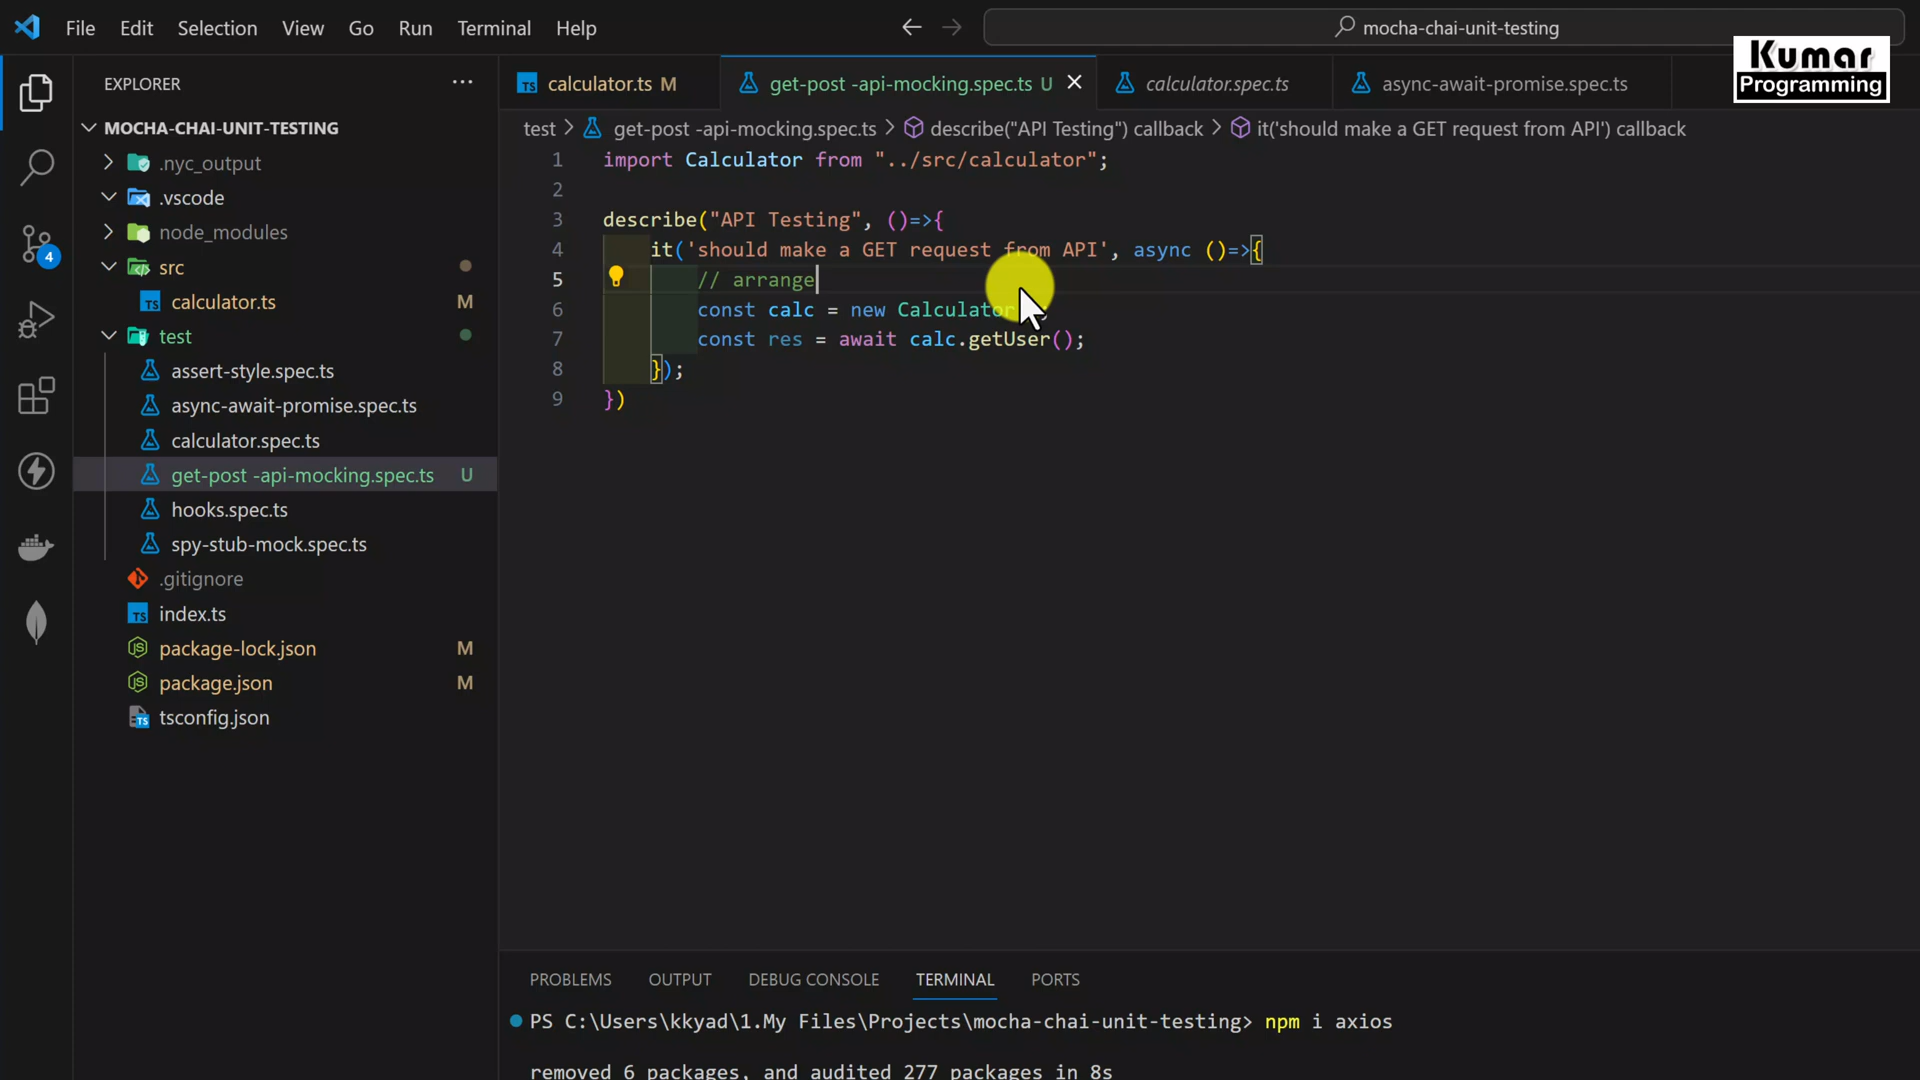 File Edit Selection View Go Run Terminal Help
mocha-chai-unit-testing
Kumar
Programming
EXPLORER
MOCHA-CHAI-UNIT-TESTING
.nyc_output
.vscode
node_modules
src
TS calculator.ts M
test
assert-style.spec.ts
async-await-promise.spec.ts
calculator.spec.ts
get-post -api-mocking.spec.ts U
hooks.spec.ts
spy-stub-mock.spec.ts
.gitignore
TS index.ts
JS package-lock.json M
JS package.json M
TS tsconfig.json
4
TS calculator.ts M
get-post -api-mocking.spec.ts U
calculator.spec.ts
async-await-promise.spec.ts
test > get-post -api-mocking.spec.ts > describe("API Testing") callback > it('should make a GET request from API') callback
1 import Calculator from "../src/calculator";
2
3 describe("API Testing", ()=>{
4 it('should make a GET request from API', async ()=>{
5 // arrange
6 const calc = new Calculator
7 const res = await calc.getUser();
8 });
9 })
PROBLEMS OUTPUT DEBUG CONSOLE TERMINAL PORTS
PS C:\Users\kkyad\1.My Files\Projects\mocha-chai-unit-testing> npm i axios
removed 6 packages, and audited 277 packages in 8s